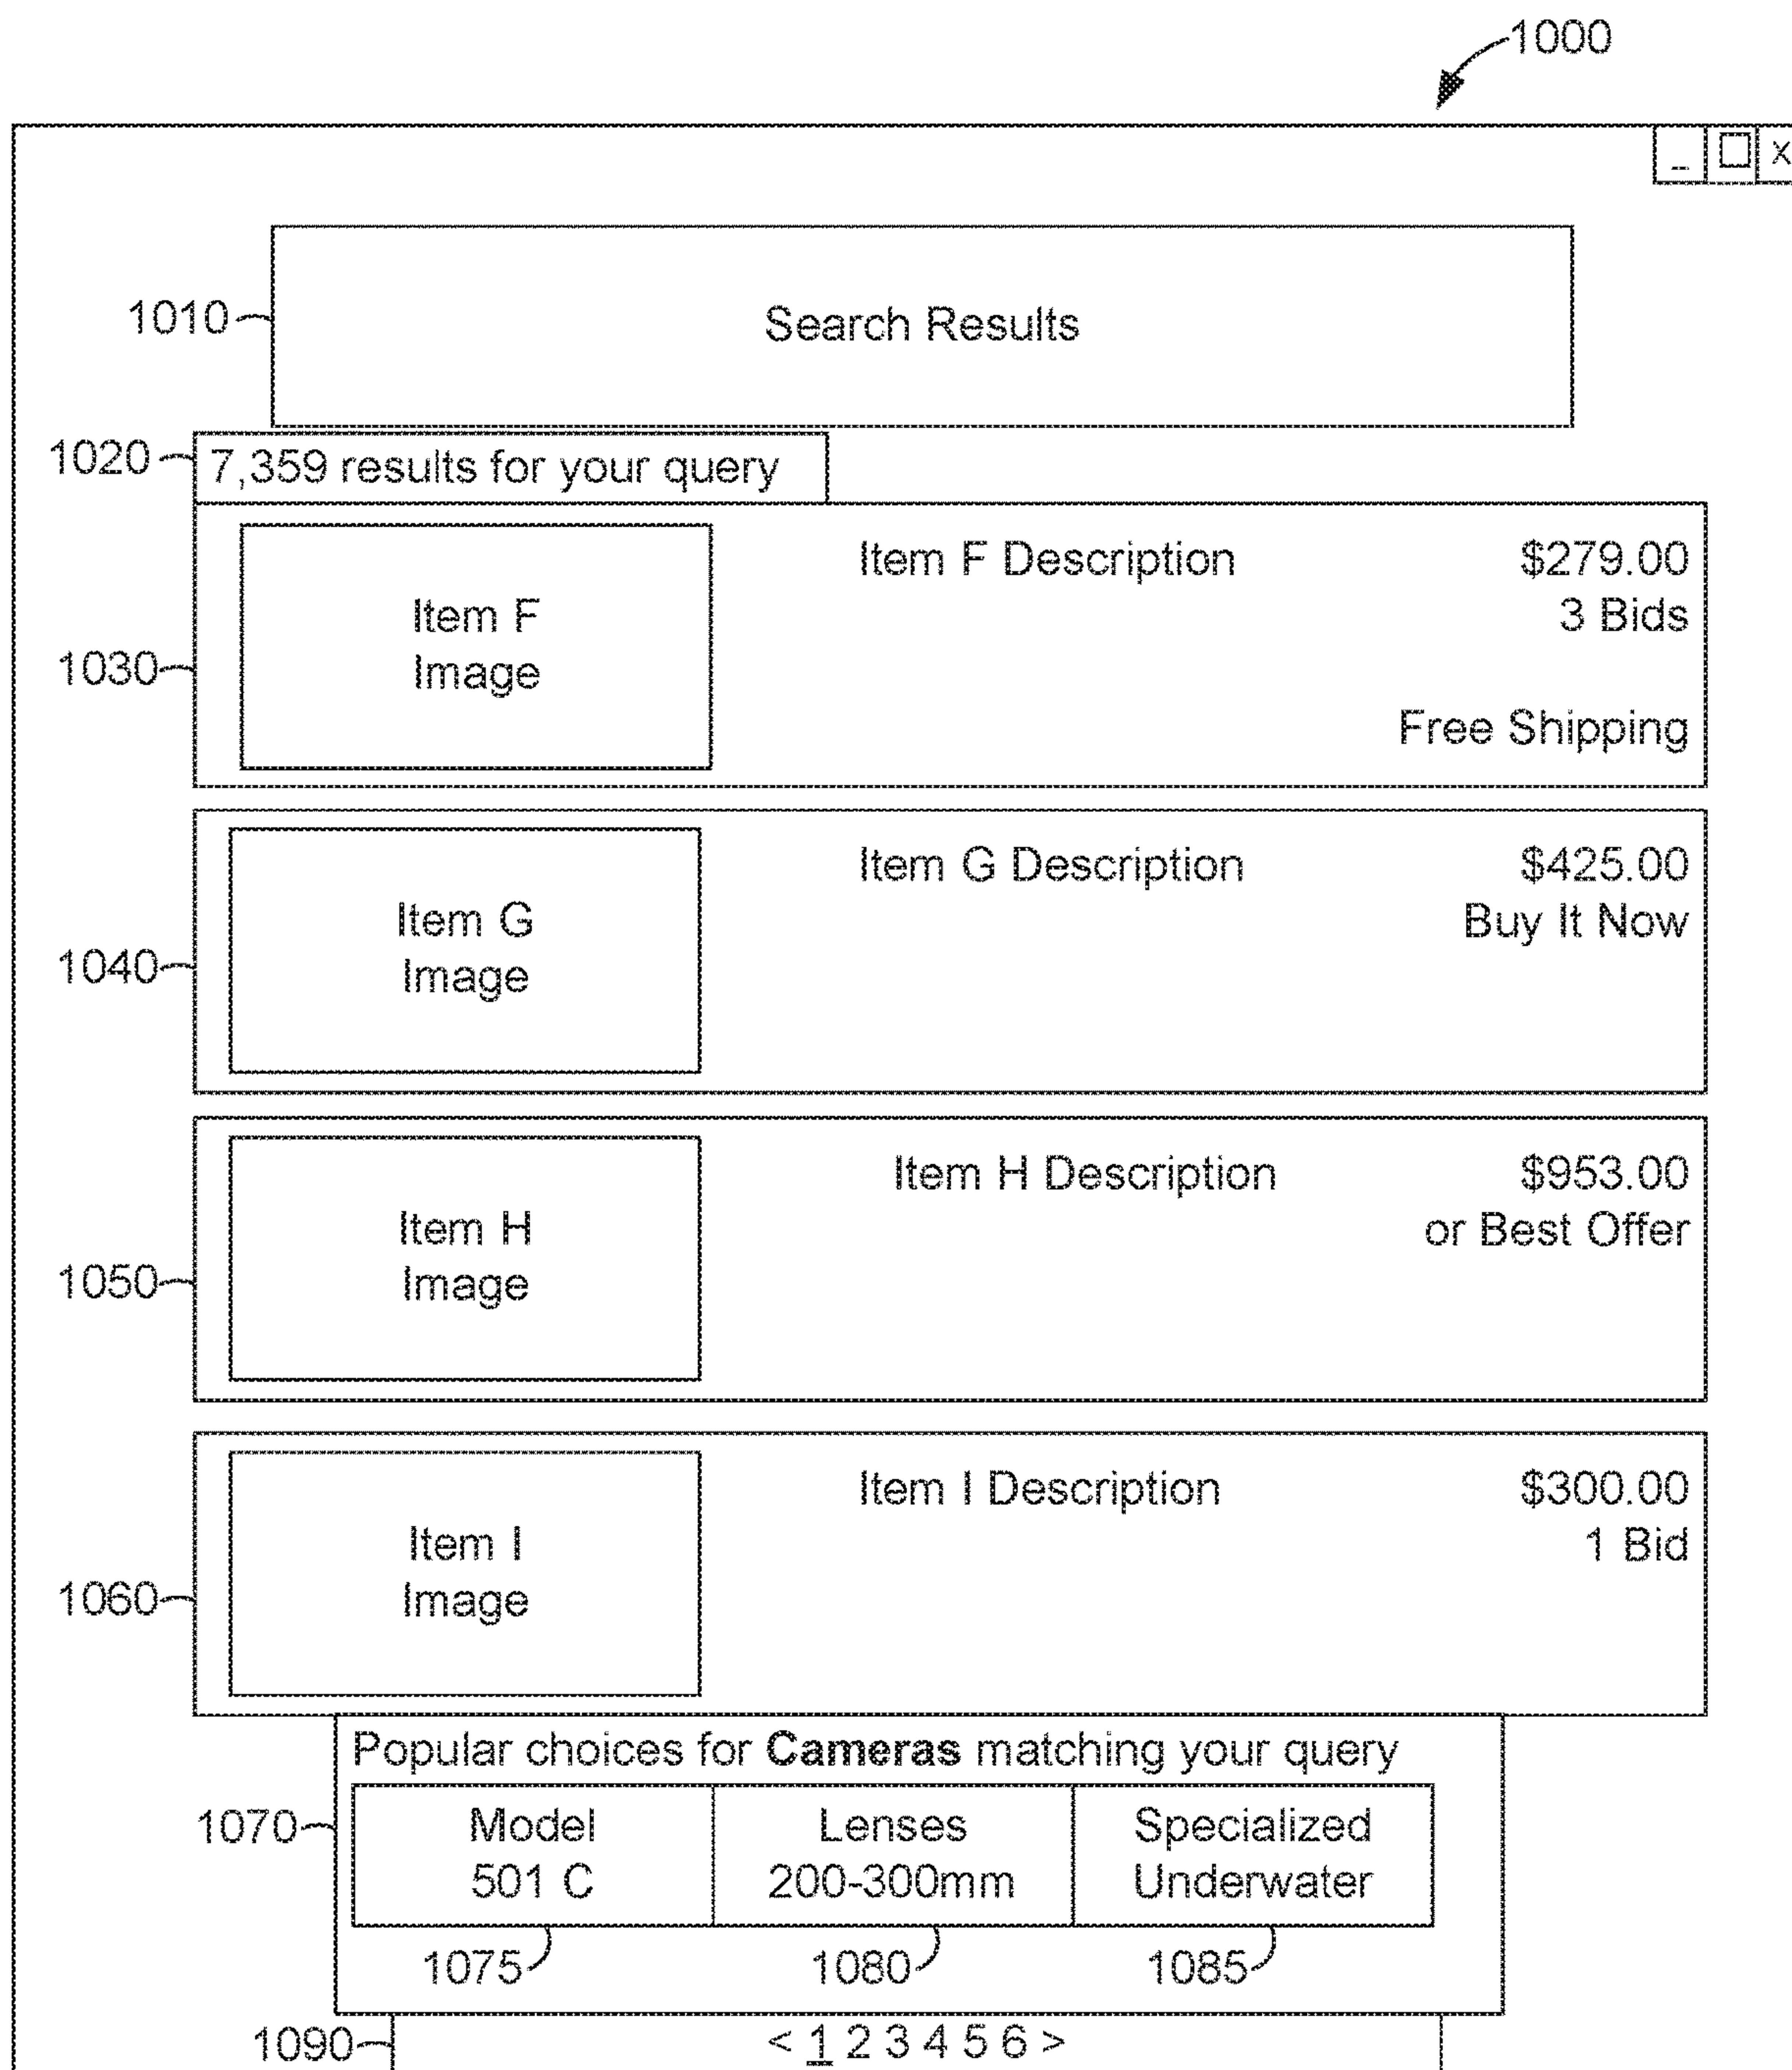 1000
_ □ X
1010
Search Results
1020
7,359 results for your query
1030
Item F
Image
Item F Description
$279.00
3 Bids
Free Shipping
1040
Item G
Image
Item G Description
$425.00
Buy It Now
1050
Item H
Image
Item H Description
$953.00
or Best Offer
1060
Item I
Image
Item I Description
$300.00
1 Bid
1070
Popular choices for Cameras matching your query
Model
501 C
Lenses
200-300mm
Specialized
Underwater
1075
1080
1085
1090
< 1 2 3 4 5 6 >